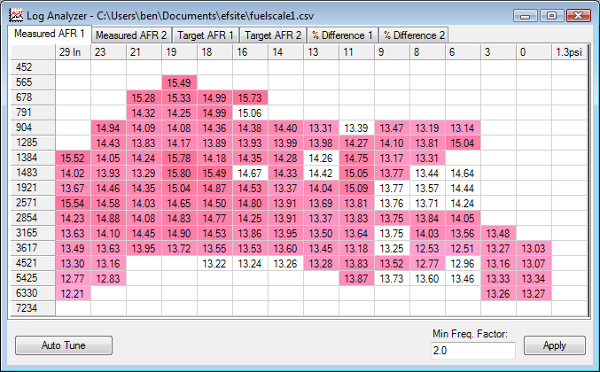 Log Analyzer - C:\Users\ben\Documents\efsite\fuelscale1.csv
Measured AFR 1 Measured AFR 2 Target AFR 1 Target AFR 2 % Difference 1 % Difference 2
29 In 23 21 19 18 16 14 13 11 9 8 6 3 0 1.3psi
452
565 15.49
678 15.28 15.33 14.99 15.73
791 14.32 14.25 14.99 15.06
904 14.94 14.09 14.08 14.36 14.38 14.40 13.31 13.39 13.47 13.19 13.14
1285 14.43 13.83 14.17 13.89 13.93 13.99 13.98 14.27 14.10 13.81 15.04
1384 15.52 14.05 14.24 15.78 14.18 14.35 14.28 14.26 14.75 13.17 13.31
1483 14.02 13.93 13.29 15.80 15.49 14.67 14.33 14.42 15.05 13.77 13.44 14.64
1921 13.67 14.46 14.35 15.04 14.87 14.53 13.37 14.04 15.09 13.77 13.57 14.44
2571 15.54 14.58 14.03 14.65 14.50 14.80 13.91 13.69 13.81 13.76 13.71 14.24
2854 14.23 14.88 14.08 14.83 14.77 14.25 13.91 13.37 13.83 13.75 13.84 14.05
3165 13.63 14.10 14.45 14.90 14.53 13.86 13.95 13.50 13.64 13.75 14.03 13.56 13.48
3617 13.49 13.63 13.95 13.72 13.55 13.53 13.60 13.45 13.18 13.25 12.53 12.51 13.27 13.03
4521 13.30 13.16 13.22 13.24 13.26 13.28 13.83 13.52 12.77 12.96 13.16 13.07
5425 12.77 12.83 13.87 13.73 13.60 13.46 13.33 13.34
6330 12.21 13.26 13.27
7234
Min Freq. Factor:
Auto Tune 2.0 Apply